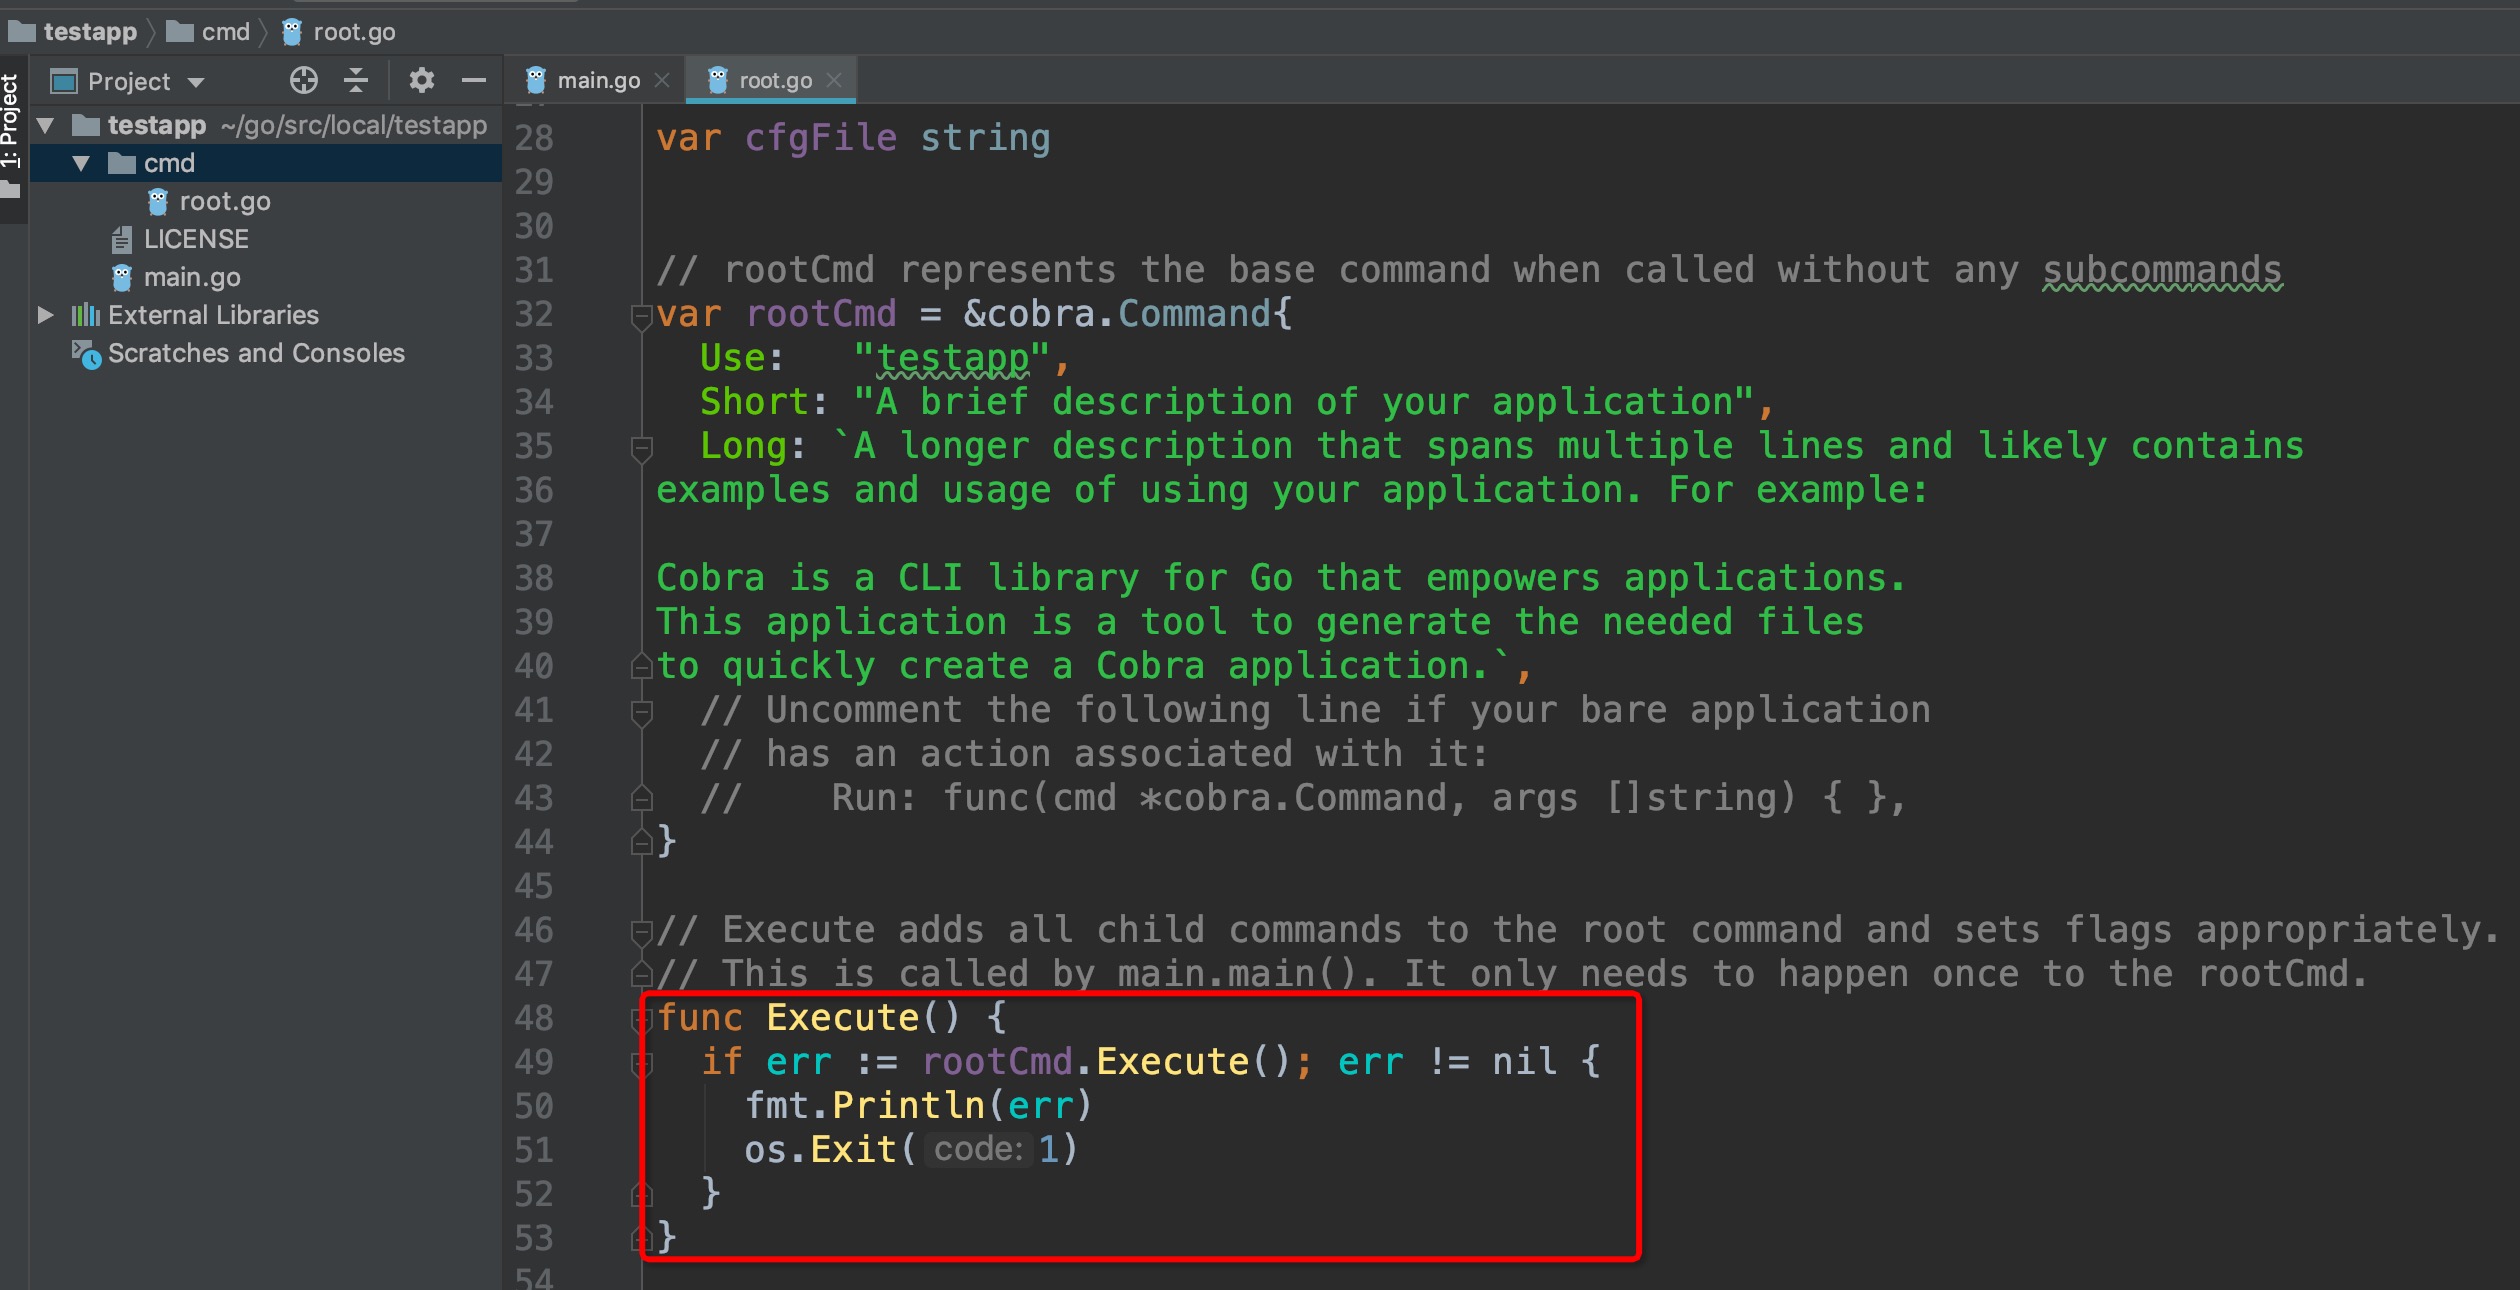 testapp cmd root.go
1: Project
Project
testapp ~/go/src/local/testapp
cmd
root.go
LICENSE
main.go
External Libraries
Scratches and Consoles
main.go root.go
28 var cfgFile string
29
30
31 // rootCmd represents the base command when called without any subcommands
32 var rootCmd = &cobra.Command{
33 Use: "testapp",
34 Short: "A brief description of your application",
35 Long: `A longer description that spans multiple lines and likely contains
36 examples and usage of using your application. For example:
37
38 Cobra is a CLI library for Go that empowers applications.
39 This application is a tool to generate the needed files
40 to quickly create a Cobra application.`,
41 // Uncomment the following line if your bare application
42 // has an action associated with it:
43 // Run: func(cmd *cobra.Command, args []string) { },
44 }
45
46 // Execute adds all child commands to the root command and sets flags appropriately.
47 // This is called by main.main(). It only needs to happen once to the rootCmd.
48 func Execute() {
49 if err := rootCmd.Execute(); err != nil {
50 fmt.Println(err)
51 os.Exit( code: 1)
52 }
53 }
54